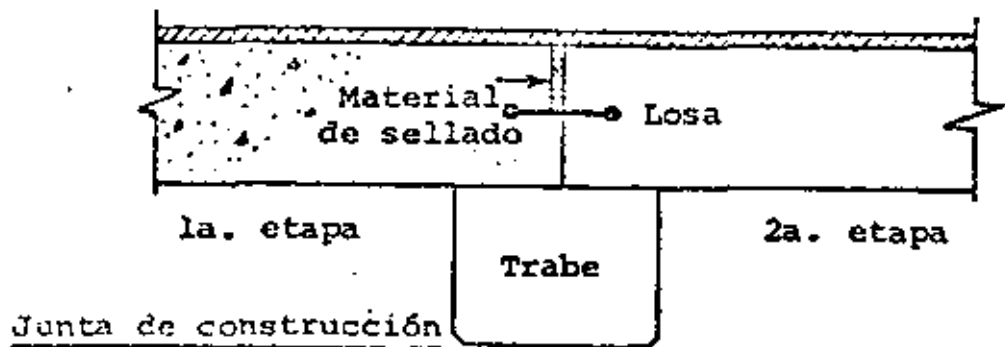 Material
de sellado
Losa
1a. etapa
2a. etapa
Trabe
Junta de construcción